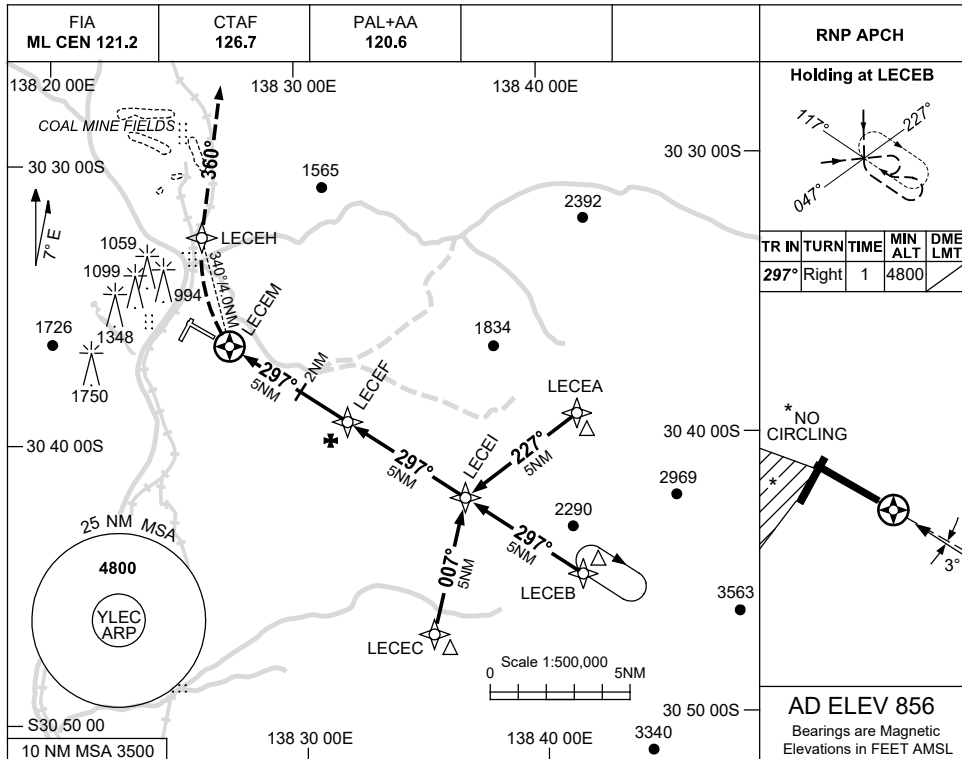 FIA
ML CEN 121.2
CTAF
126.7
PAL+AA
120.6
RNP APCH
138 20 00E
138 30 00E
138 40 00E
COAL MINE FIELDS
30 30 00S
30 30 00S
360°
1565
2392
7° E
LECEH
1059
1099
994
1348
1726
1750
340°/4.0NM
LECEM
1834
297°
5NM
2NM
LECEF
LECEA
30 40 00S
30 40 00S
297°
5NM
LECEI
227°
5NM
2969
2290
297°
5NM
007°
5NM
LECEB
3563
LECEC
25 NM MSA
4800
YLEC
ARP
Scale 1:500,000
0
5NM
S30 50 00
30 50 00S
10 NM MSA 3500
138 30 00E
138 40 00E
3340
Holding at LECEB
117°
227°
047°
TR IN
TURN
TIME
MIN
ALT
DME
LMT
297°
Right
1
4800
*NO
CIRCLING
*
3°
AD ELEV 856
Bearings are Magnetic
Elevations in FEET AMSL